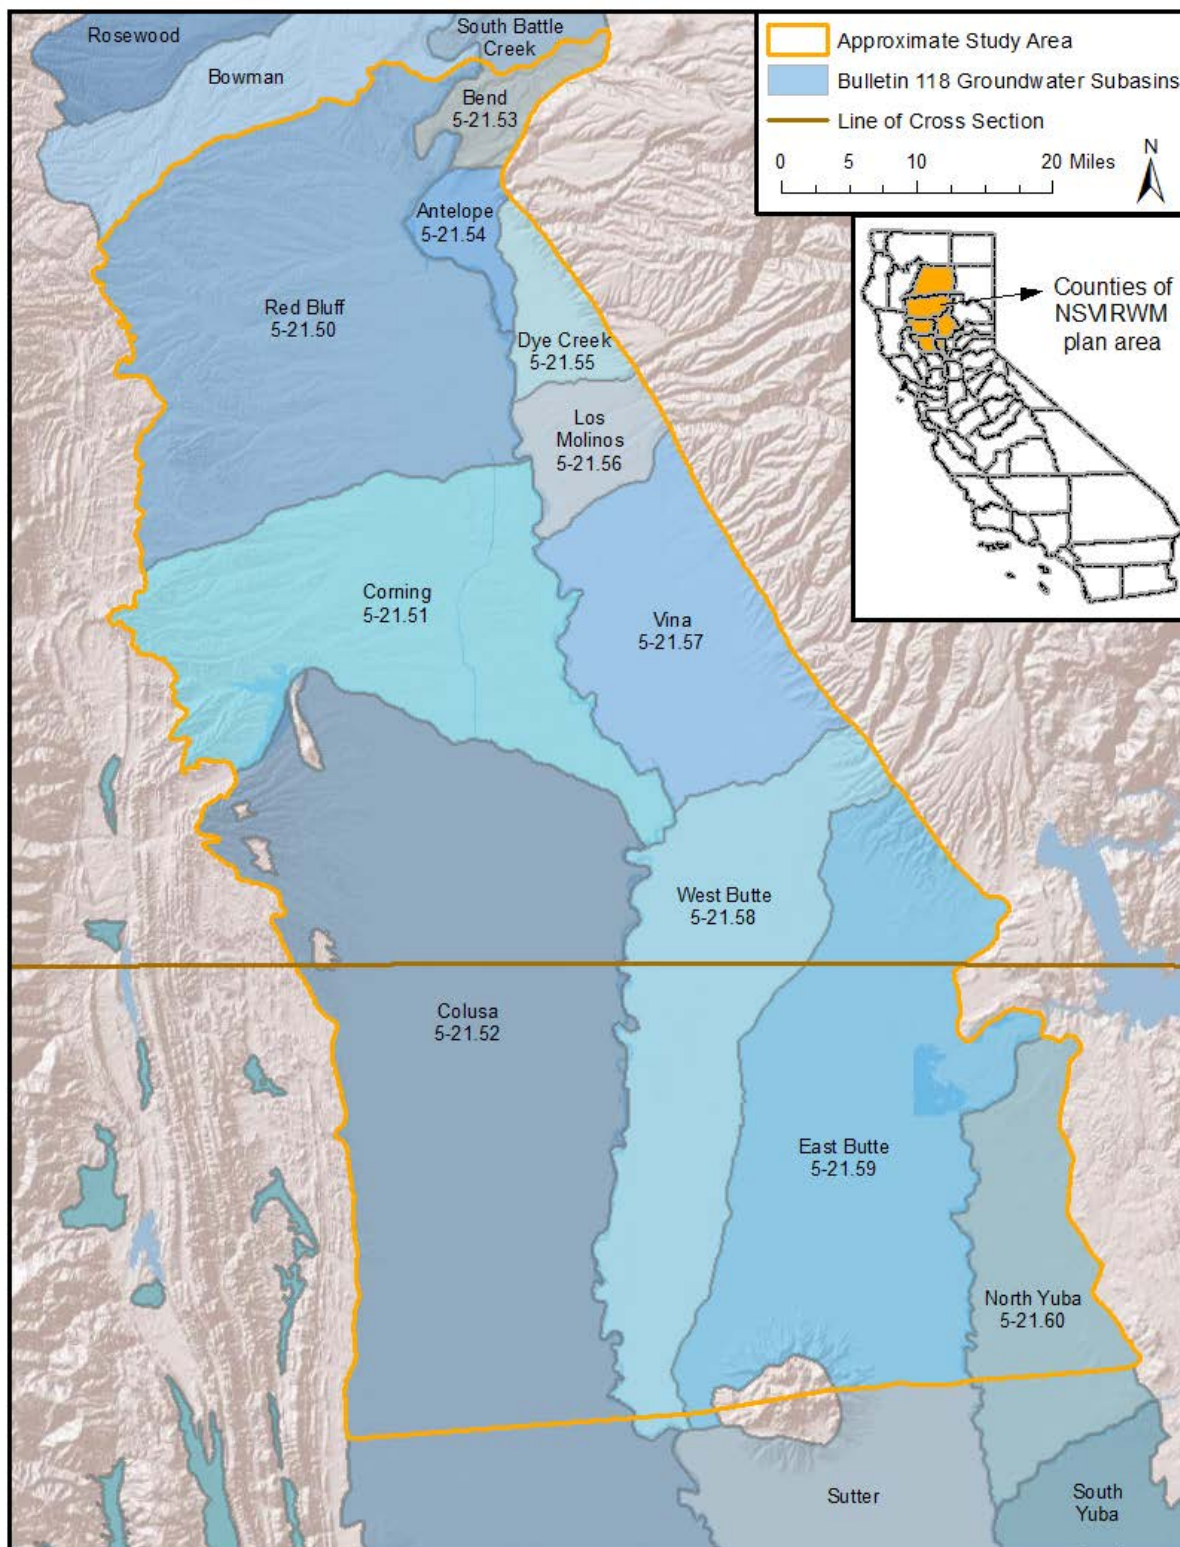 Rosewood
South Battle
Creek
Bowman
Bend
5-21.53
Antelope
5-21.54
Red Bluff
5-21.50
Dye Creek
5-21.55
Los
Molinos
5-21.56
Corning
5-21.51
Vina
5-21.57
West Butte
5-21.58
Colusa
5-21.52
East Butte
5-21.59
North Yuba
5-21.60
Sutter
South
Yuba
Approximate Study Area
Bulletin 118 Groundwater Subasins
Line of Cross Section
0 5 10 20 Miles
N
Counties of
NSVIRWM
plan area